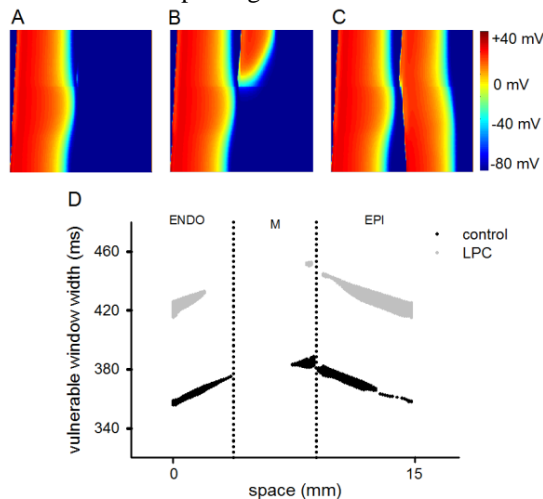 A B C
+40 mV
0 mV
-40 mV
-80 mV
D
ENDO M EPI
control
LPC
vulnerable window width (ms)
460
420
380
340
0 15
space (mm)